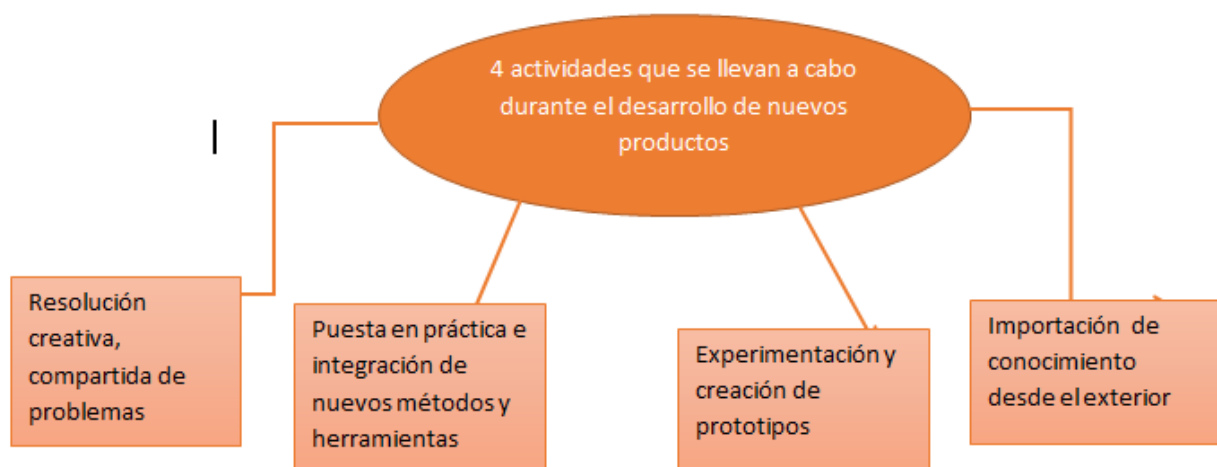 4 actividades que se llevan a cabo
durante el desarrollo de nuevos
productos
Resolución
creativa,
compartida de
problemas
Puesta en práctica e
integración de
nuevos métodos y
herramientas
Experimentación y
creación de
prototipos
Importación de
conocimiento
desde el exterior